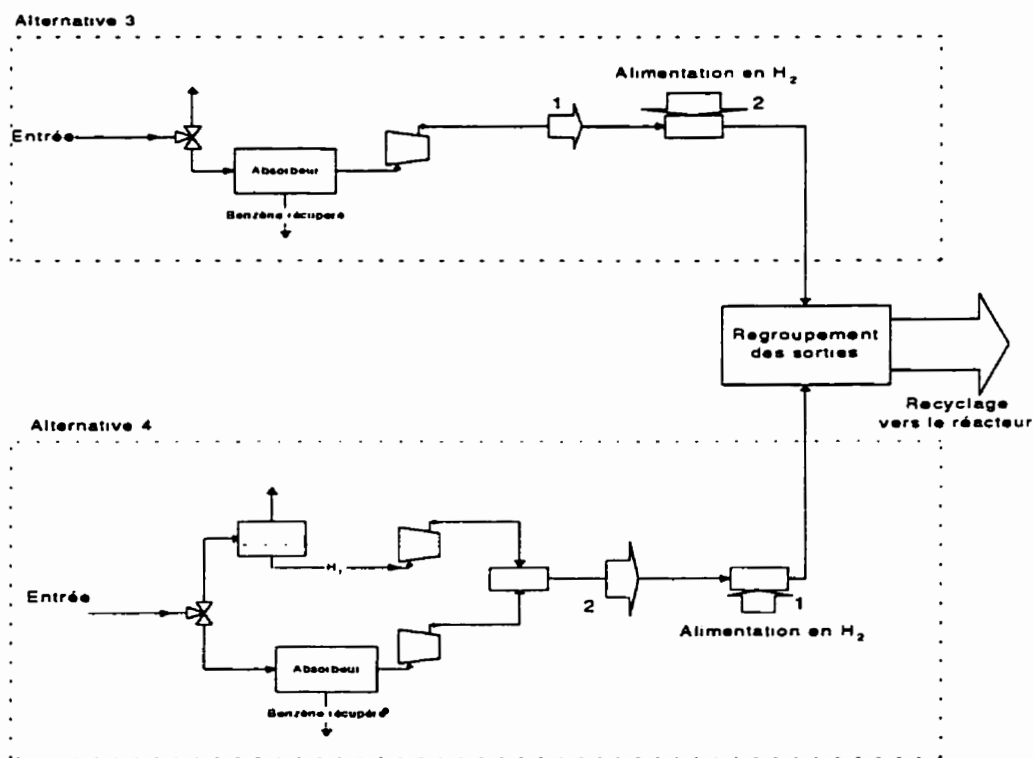 Alternative 3
Alimentation en H₂
1
2
Entrée
Absorbeur
Benzène récupéré
Regroupement
des sorties
Recyclage
vers le réacteur
Alternative 4
Entrée
2
1
Alimentation en H₂
Absorbeur
Benzène récupéré